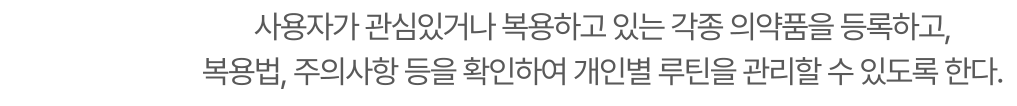 사용자가 관심있거나 복용하고 있는 각종 의약품을 등록하고,
복용법, 주의사항 등을 확인하여 개인별 루틴을 관리할 수 있도록 한다.